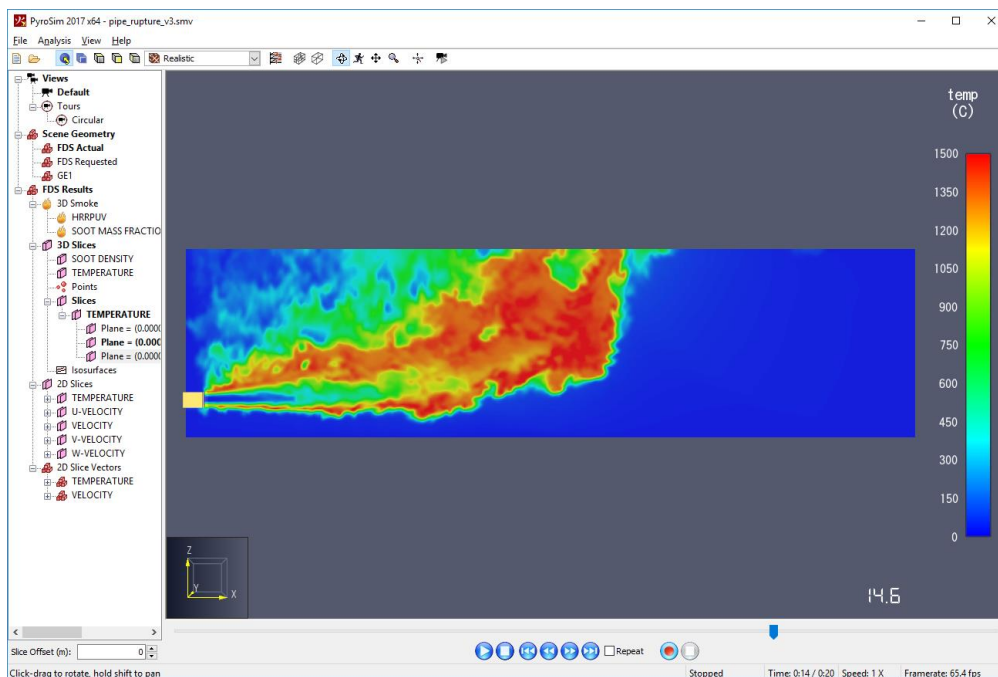 PyroSim 2017 x64 - pipe_rupture_v3.smv
File Analysis View Help
Realistic
Views
Default
Tours
Circular
Scene Geometry
FDS Actual
FDS Requested
GE1
FDS Results
3D Smoke
HRRPUV
SOOT MASS FRACTIO
3D Slices
SOOT DENSITY
TEMPERATURE
Points
Slices
TEMPERATURE
Plane = (0.000
Plane = (0.000
Plane = (0.000
Isosurfaces
2D Slices
TEMPERATURE
U-VELOCITY
VELOCITY
V-VELOCITY
W-VELOCITY
2D Slice Vectors
TEMPERATURE
VELOCITY
temp
(C)
1500
1350
1200
1050
900
750
600
450
300
150
0
Z
Y
X
14.6
Slice Offset (m): 0
Repeat
Click-drag to rotate, hold shift to pan
Stopped
Time: 0:14 / 0:20
Speed: 1 X
Framerate: 65.4 fps